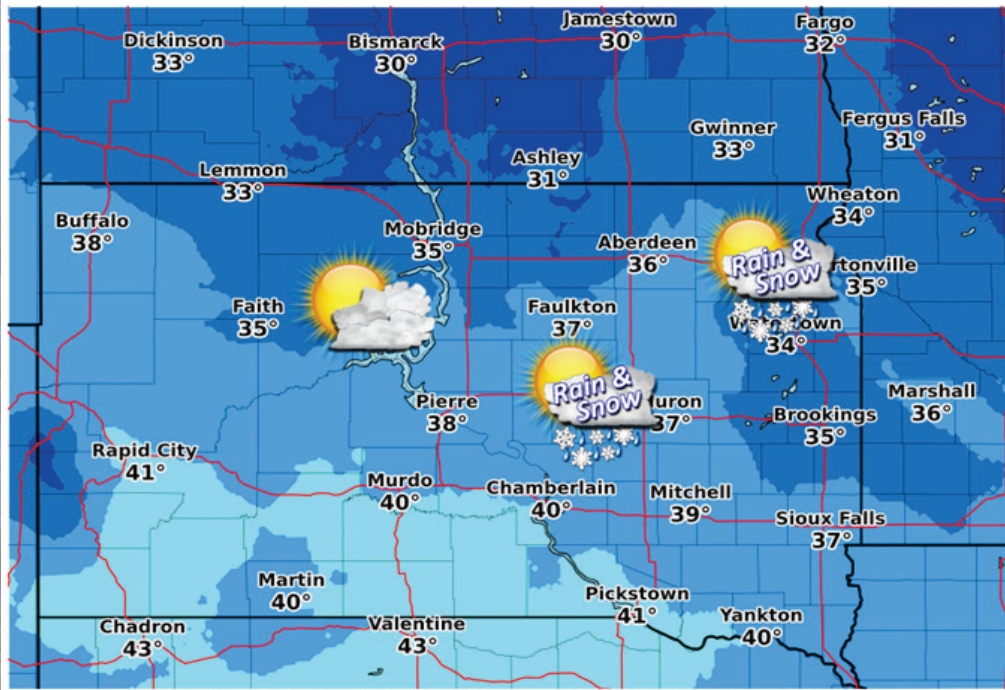 Jamestown
30°
Fargo
32°
Dickinson
33°
Bismarck
30°
Fergus Falls
31°
Gwinner
33°
Ashley
31°
Lemmon
33°
Wheaton
34°
Buffalo
38°
Mobridge
35°
Aberdeen
36°
Rain &
Snow
rtonville
35°
Faith
35°
Faulkton
37°
34°
Rain &
Snow
Pierre
38°
uron
37°
Brookings
35°
Marshall
36°
Rapid City
41°
Murdo
40°
Chamberlain
40°
Mitchell
39°
Sioux Falls
37°
Martin
40°
Pickstown
41°
Yankton
40°
Chadron
43°
Valentine
43°